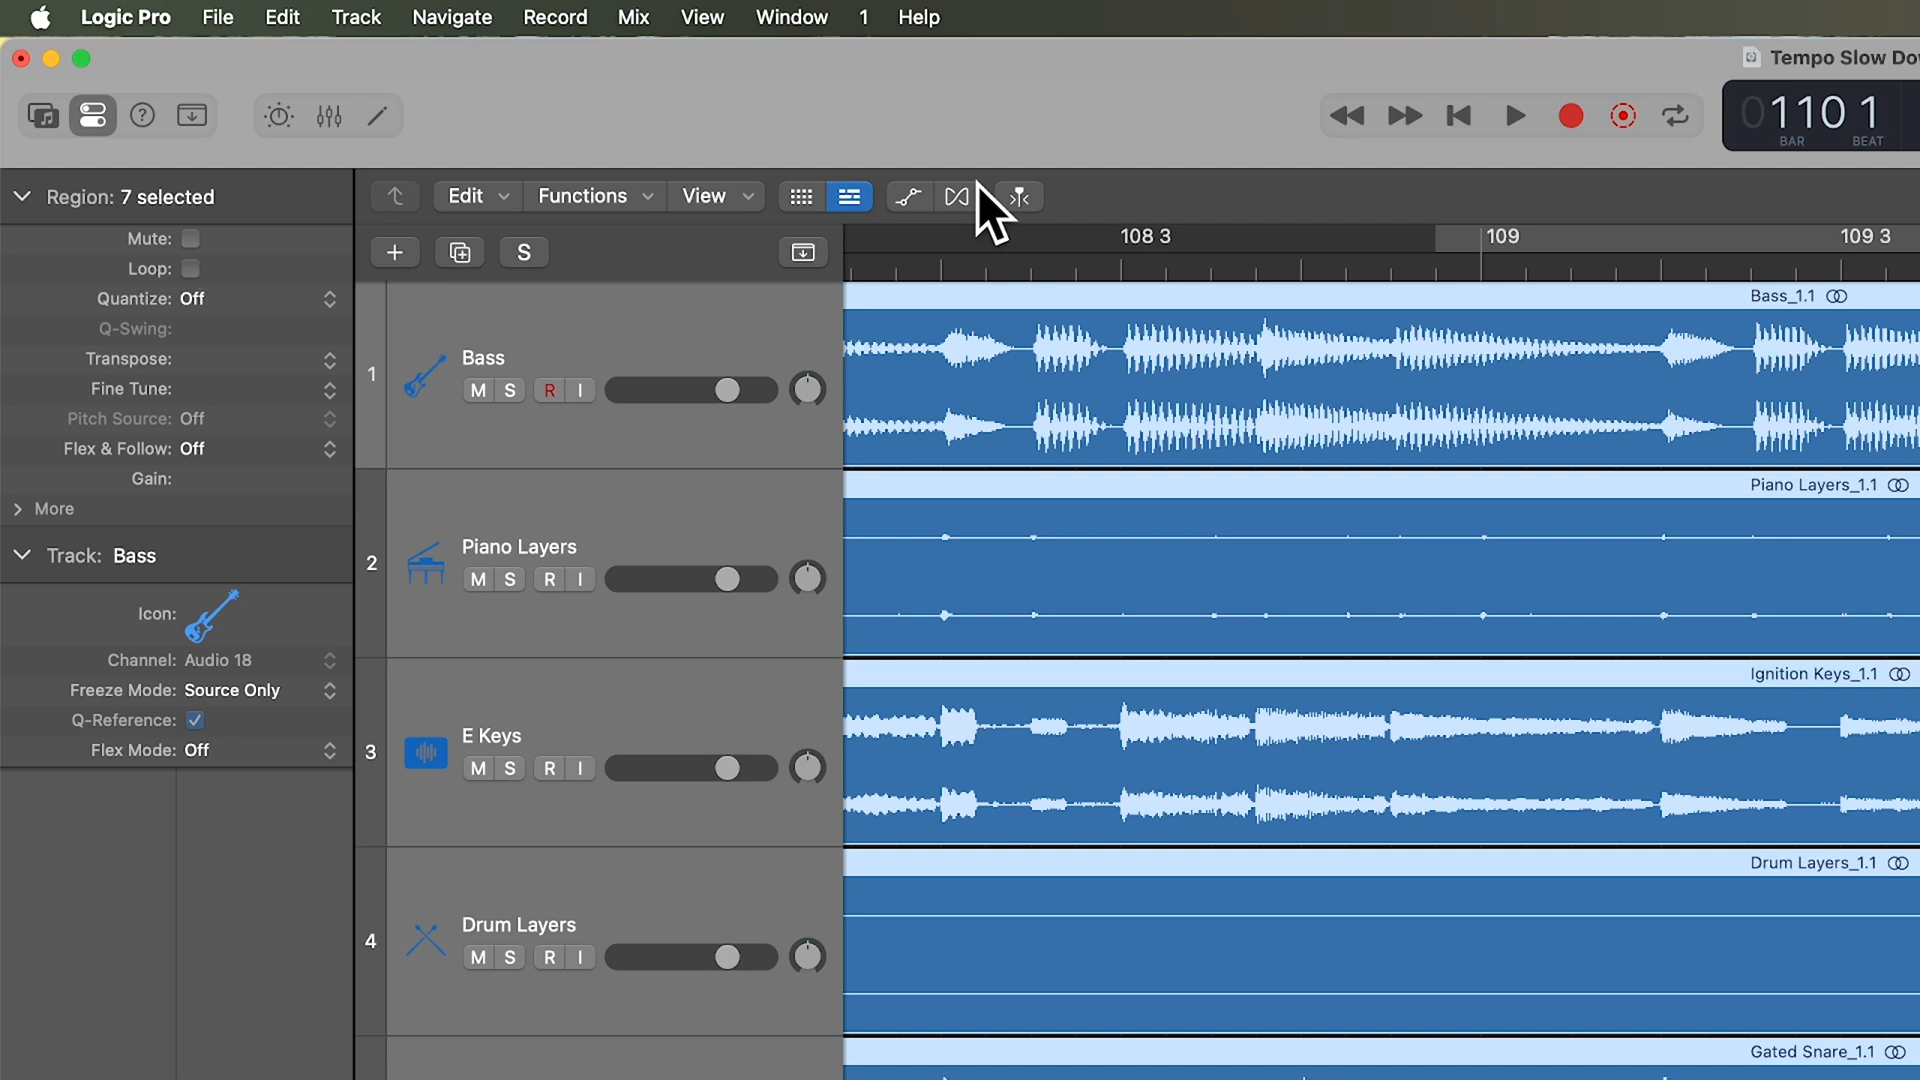 Logic Pro File Edit Track Navigate Record Mix View Window 1 Help
Tempo Slow Do
0110 1
BAR BEAT
Region: 7 selected
Edit Functions View
Mute:
Loop:
Quantize: Off
Q-Swing:
Transpose:
Fine Tune:
Pitch Source: Off
Flex & Follow: Off
Gain:
More
Track: Bass
Icon:
Channel: Audio 18
Freeze Mode: Source Only
Q-Reference:
Flex Mode: Off
S
108 3 109 109 3
1
Bass
M S R I
Bass_1.1
2
Piano Layers
M S R I
Piano Layers_1.1
3
E Keys
M S R I
Ignition Keys_1.1
4
Drum Layers
M S R I
Drum Layers_1.1
Gated Snare_1.1